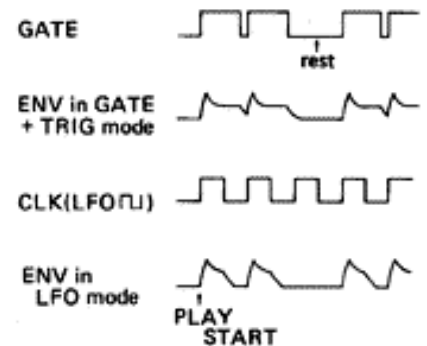 GATE
rest
ENV in GATE
+ TRIG mode
CLK(LFO⊓⊔)
ENV in
LFO mode
PLAY
START